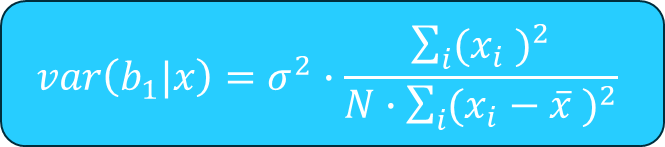 var(b₁|x) = σ² · ∑ᵢ(xᵢ )² / N · ∑ᵢ(xᵢ − x̄ )²